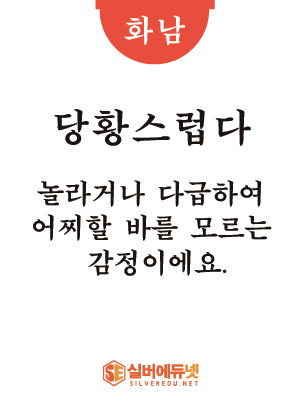 화남
당황스럽다
놀라거나 다급하여
어찌할 바를 모르는
감정이에요.
SE 실버에듀넷
SILVEREDU.NET